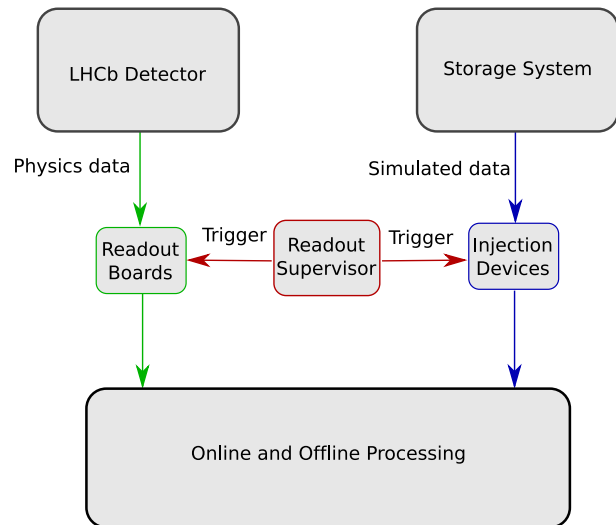 LHCb Detector
Storage System
Physics data
Simulated data
Trigger
Trigger
Readout
Boards
Readout
Supervisor
Injection
Devices
Online and Offline Processing